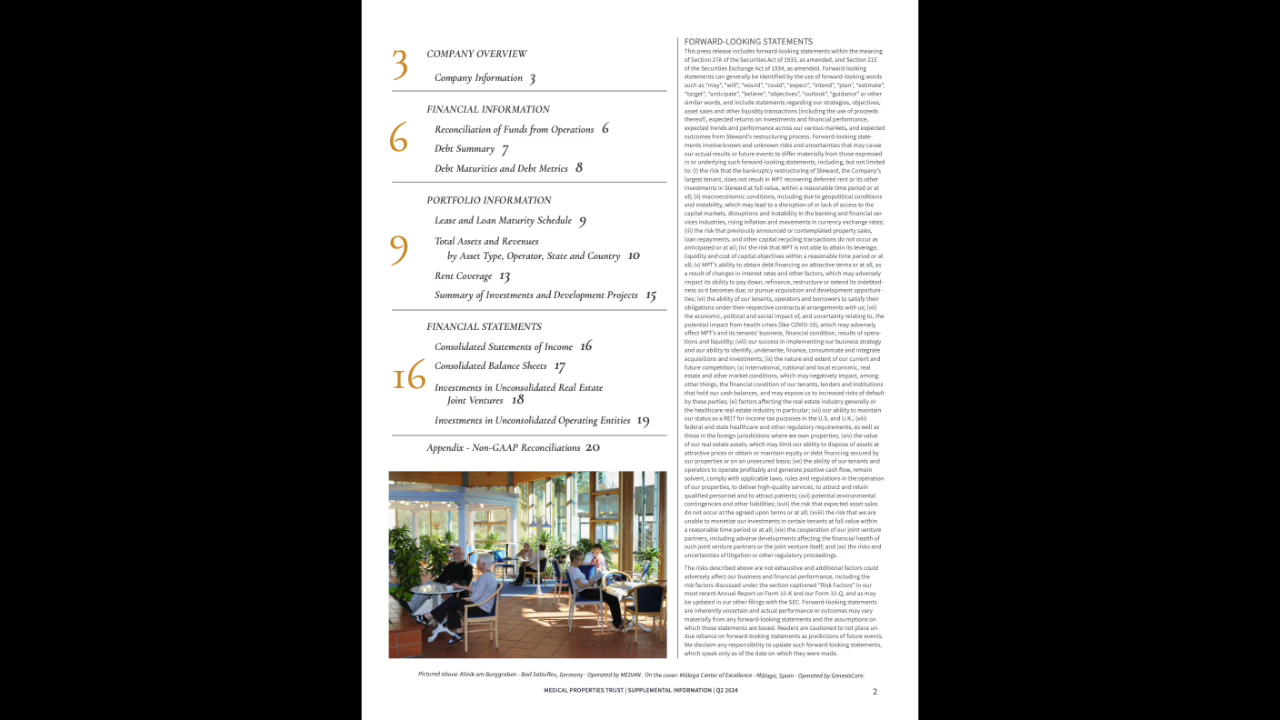 3
COMPANY OVERVIEW
Company Information 3
6
FINANCIAL INFORMATION
Reconciliation of Funds from Operations 6
Debt Summary 7
Debt Maturities and Debt Metrics 8
9
PORTFOLIO INFORMATION
Lease and Loan Maturity Schedule 9
Total Assets and Revenues
by Asset Type, Operator, State and Country 10
Rent Coverage 13
Summary of Investments and Development Projects 15
16
FINANCIAL STATEMENTS
Consolidated Statements of Income 16
Consolidated Balance Sheets 17
Investments in Unconsolidated Real Estate
Joint Ventures 18
Investments in Unconsolidated Operating Entities 19
Appendix - Non-GAAP Reconciliations 20
FORWARD-LOOKING STATEMENTS
This press release includes forward-looking statements within the meaning
of Section 27A of the Securities Act of 1933, as amended, and Section 21E
of the Securities Exchange Act of 1934, as amended. Forward-looking
statements can generally be identified by the use of forward-looking words
such as "may", "will", "would", "could", "expect", "intend", "plan", "estimate",
"target", "anticipate", "believe", "objectives", "outlook", "guidance" or other
similar words, and include statements regarding our strategies, objectives,
asset sales and other liquidity transactions (including the use of proceeds
thereof), expected returns on investments and financial performance,
expected trends and performance across our various markets, and expected
outcomes from Steward's restructuring process. Forward-looking state-
ments involve known and unknown risks and uncertainties that may cause
our actual results or future events to differ materially from those expressed
in or underlying such forward-looking statements, including, but not limited
to: (i) the risk that the bankruptcy restructuring of Steward, the Company's
largest tenant, does not result in MPT recovering deferred rent or its other
investments in Steward at full value, within a reasonable time period or at
all; (ii) macroeconomic conditions, including due to geopolitical conditions
and instability, which may lead to a disruption of or lack of access to the
capital markets, disruptions and instability in the banking and financial ser-
vices industries, rising inflation and movements in currency exchange rates;
(iii) the risk that previously announced or contemplated property sales,
loan repayments, and other capital recycling transactions do not occur as
anticipated or at all; (iv) the risk that MPT is not able to attain its leverage,
liquidity and cost of capital objectives within a reasonable time period or at
all; (v) MPT's ability to obtain debt financing on attractive terms or at all, as
a result of changes in interest rates and other factors, which may adversely
impact its ability to pay down, refinance, restructure or extend its indebted-
ness as it becomes due, or pursue acquisition and development opportuni-
ties; (vi) the ability of our tenants, operators and borrowers to satisfy their
obligations under their respective contractual arrangements with us; (vii)
the economic, political and social impact of, and uncertainty relating to, the
potential impact from health crises (like COVID-19), which may adversely
affect MPT's and its tenants' business, financial condition, results of opera-
tions and liquidity; (viii) our success in implementing our business strategy
and our ability to identify, underwrite, finance, consummate and integrate
acquisitions and investments; (ix) the nature and extent of our current and
future competition; (x) international, national and local economic, real
estate and other market conditions, which may negatively impact, among
other things, the financial condition of our tenants, lenders and institutions
that hold our cash balances, and may expose us to increased risks of default
by these parties; (xi) factors affecting the real estate industry generally or
the healthcare real estate industry in particular; (xii) our ability to maintain
our status as a REIT for income tax purposes in the U.S. and U.K.; (xiii)
federal and state healthcare and other regulatory requirements, as well as
those in the foreign jurisdictions where we own properties; (xiv) the value
of our real estate assets, which may limit our ability to dispose of assets at
attractive prices or obtain or maintain equity or debt financing secured by
our properties or on an unsecured basis; (xv) the ability of our tenants and
operators to operate profitably and generate positive cash flow, remain
solvent, comply with applicable laws, rules and regulations in the operation
of our properties, to deliver high-quality services, to attract and retain
qualified personnel and to attract patients; (xvi) potential environmental
contingencies and other liabilities; (xvii) the risk that expected asset sales
do not occur at the agreed upon terms or at all; (xviii) the risk that we are
unable to monetize our investments in certain tenants at full value within
a reasonable time period or at all; (xix) the cooperation of our joint venture
partners, including adverse developments affecting the financial health of
such joint venture partners or the joint venture itself; and (xx) the risks and
uncertainties of litigation or other regulatory proceedings.
The risks described above are not exhaustive and additional factors could
adversely affect our business and financial performance, including the
risk factors discussed under the section captioned "Risk Factors" in our
most recent Annual Report on Form 10-K and our Form 10-Q, and as may
be updated in our other filings with the SEC. Forward-looking statements
are inherently uncertain and actual performance or outcomes may vary
materially from any forward-looking statements and the assumptions on
which those statements are based. Readers are cautioned to not place un-
due reliance on forward-looking statements as predictions of future events.
We disclaim any responsibility to update such forward-looking statements,
which speak only as of the date on which they were made.
Pictured above: Klinik am Burggraben - Bad Salzuflen, Germany - Operated by MEDIAN. On the cover: Málaga Center of Excellence - Málaga, Spain - Operated by GenesisCare.
MEDICAL PROPERTIES TRUST | SUPPLEMENTAL INFORMATION | Q2 2024
2